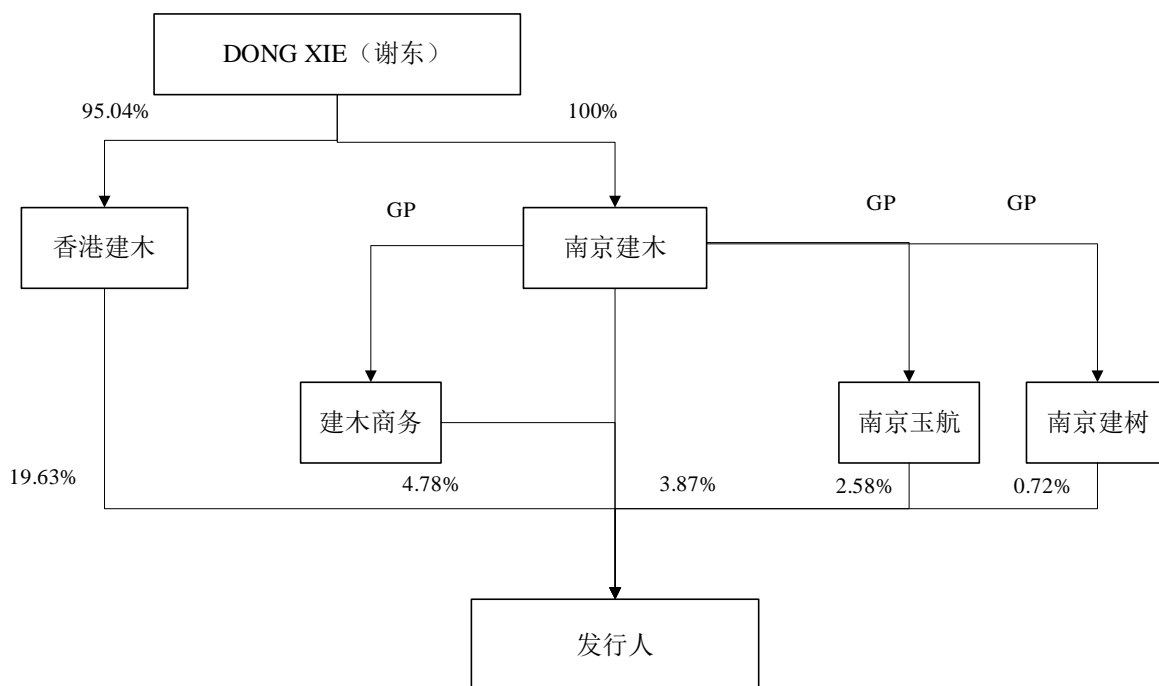 DONG XIE（谢东）
95.04%
100%
GP
GP
GP
香港建木
南京建木
建木商务
南京玉航
南京建树
19.63%
4.78%
3.87%
2.58%
0.72%
发行人